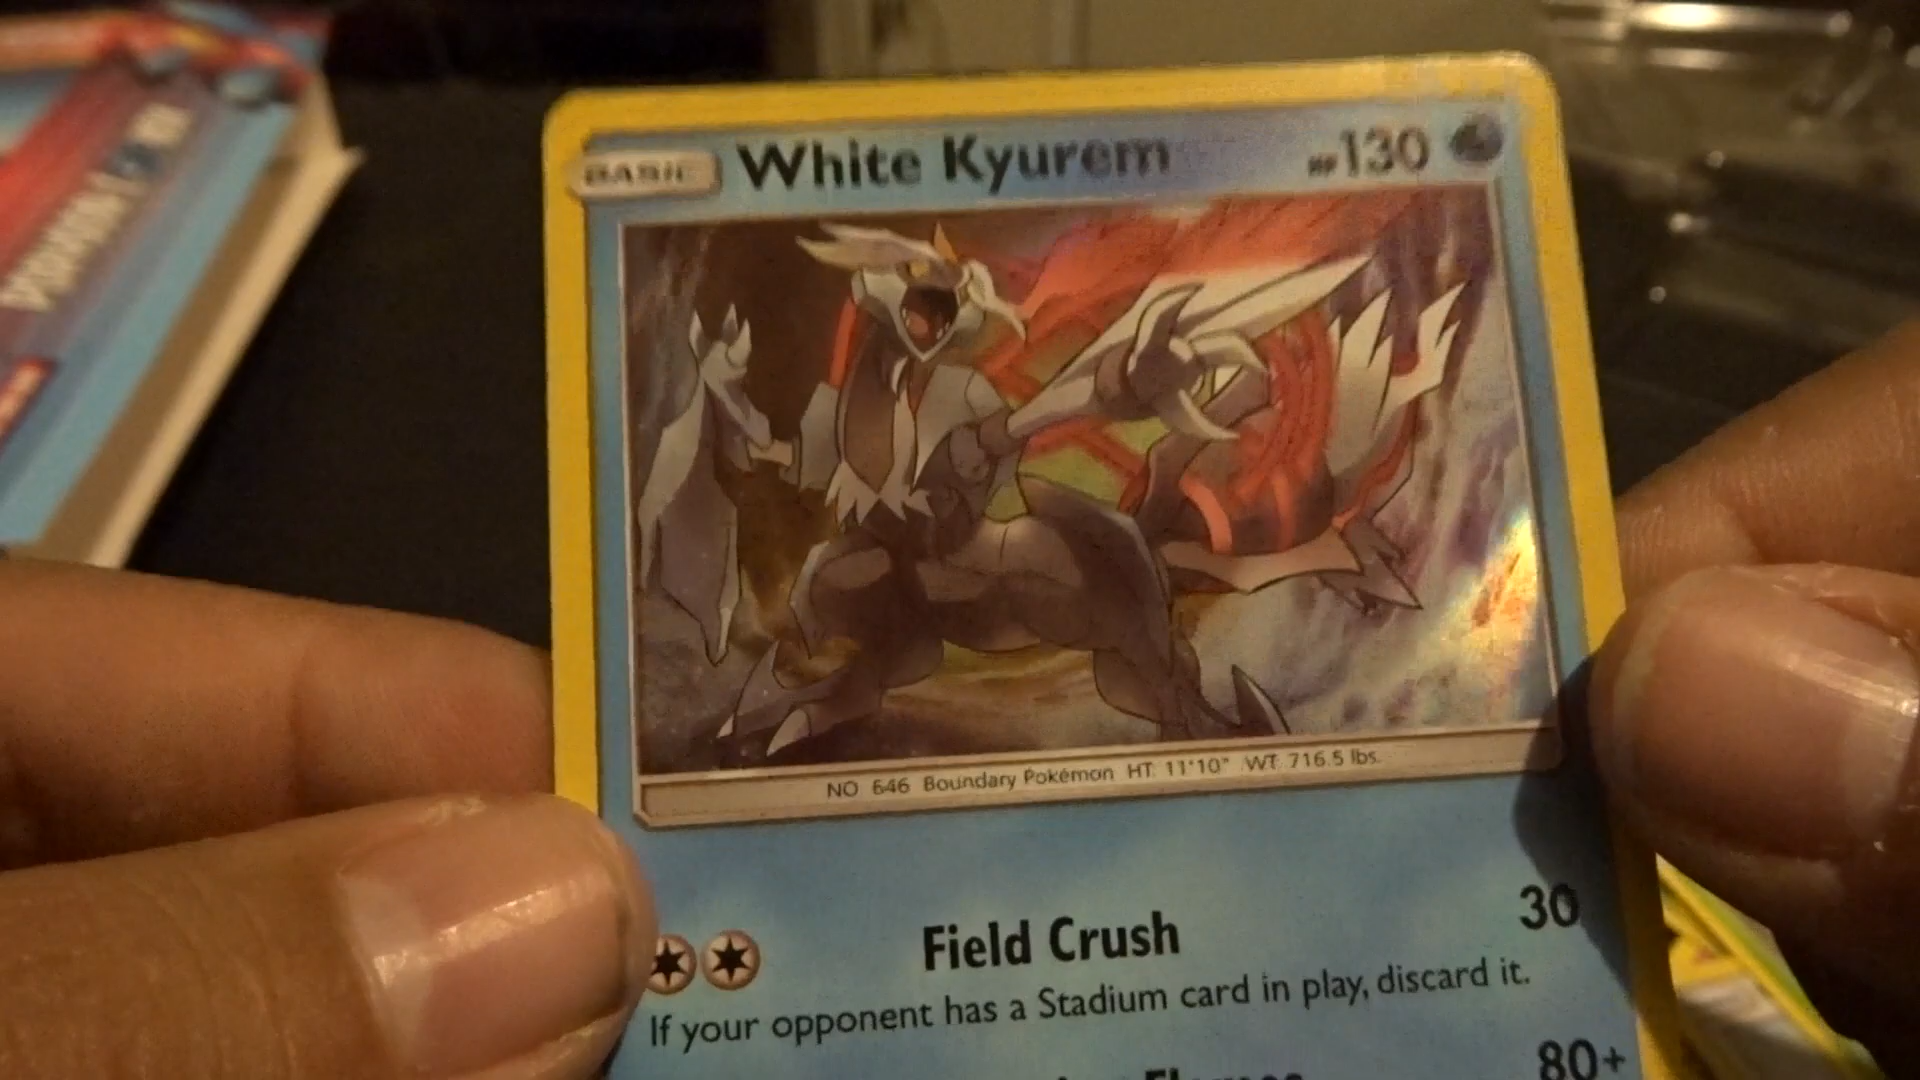 BASIC White Kyurem HP130
NO 646 Boundary Pokémon HT: 11'10" WT: 716.5 lbs.
Field Crush 30
If your opponent has a Stadium card in play, discard it.
80+